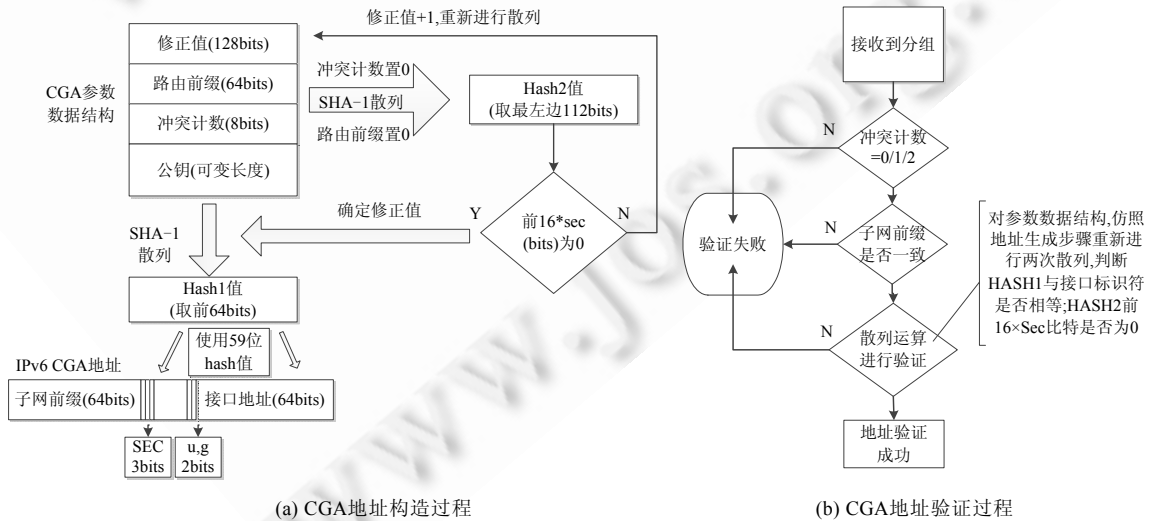 修正值+1,重新进行散列
CGA参数
数据结构
修正值(128bits)
路由前缀(64bits)
冲突计数(8bits)
公钥(可变长度)
冲突计数置0
SHA-1散列
路由前缀置0
Hash2值
(取最左边112bits)
前16*sec
(bits)为0
Y
N
确定修正值
SHA-1
散列
Hash1值
(取前64bits)
使用59位
hash值
IPv6 CGA地址
子网前缀(64bits)
接口地址(64bits)
SEC
3bits
u,g
2bits
(a) CGA地址构造过程
接收到分组
冲突计数
=0/1/2
N
子网前缀
是否一致
N
验证失败
散列运算
进行验证
N
对参数数据结构,仿照
地址生成步骤重新进
行两次散列,判断
HASH1与接口标识符
是否相等;HASH2前
16×Sec比特是否为0
地址验证
成功
(b) CGA地址验证过程
www.jos.org.